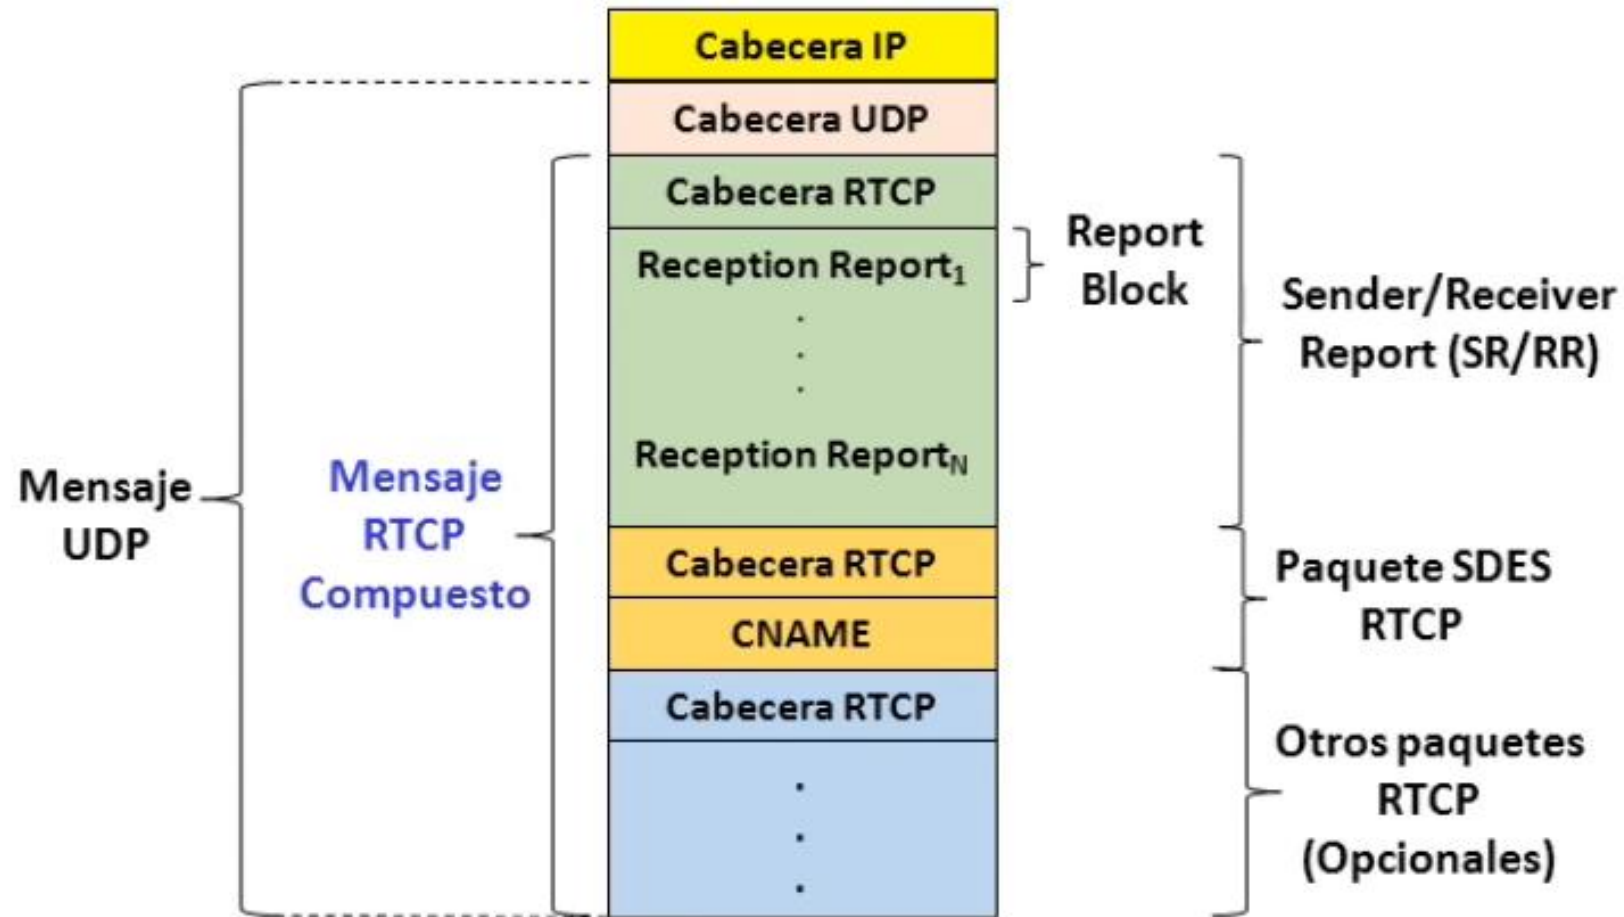 Cabecera IP
Cabecera UDP
Cabecera RTCP
Reception Report1
.
.
.
Reception ReportN
Cabecera RTCP
CNAME
Cabecera RTCP
.
.
.
Mensaje
UDP
Mensaje
RTCP
Compuesto
Report
Block
Sender/Receiver
Report (SR/RR)
Paquete SDES
RTCP
Otros paquetes
RTCP
(Opcionales)